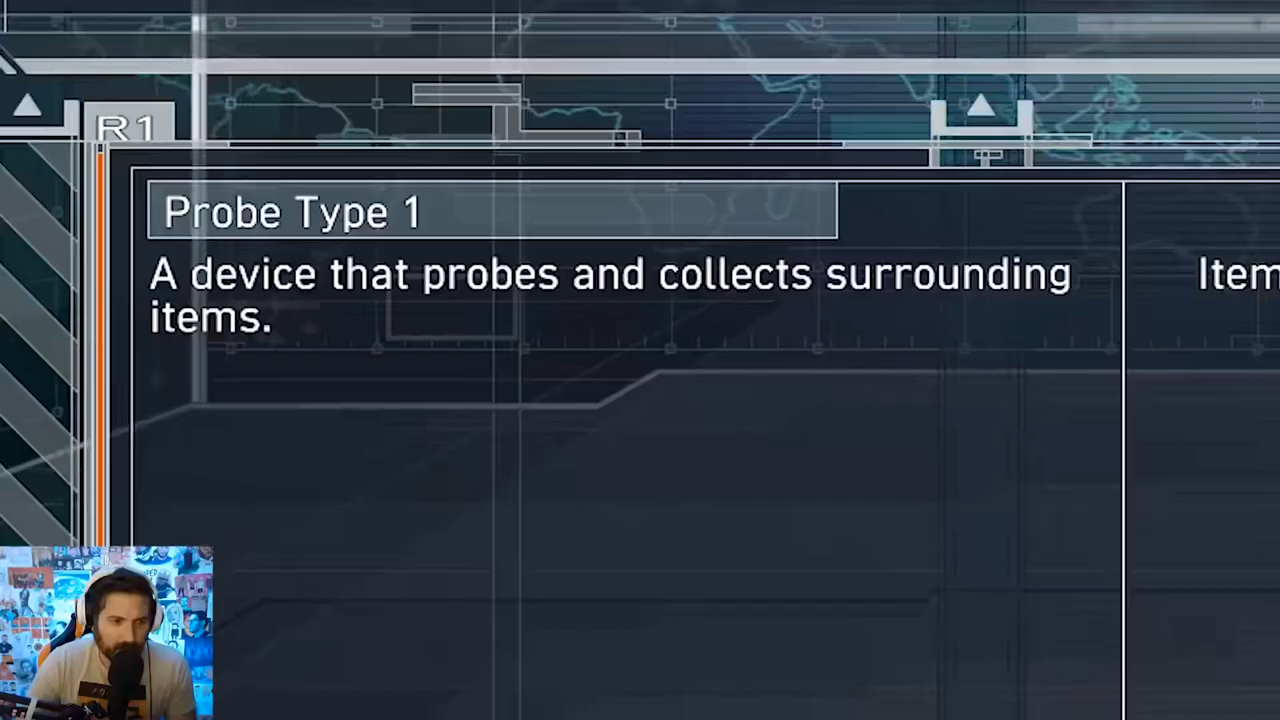 R1
Probe Type 1
A device that probes and collects surrounding
items.
Item